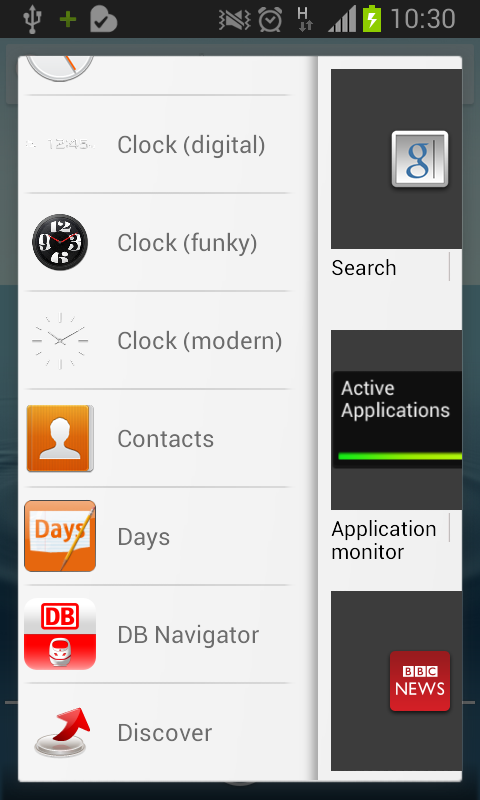 H
10:30
12:45
Clock (digital)
12
9
3
6
Clock (funky)
Clock (modern)
Contacts
Days
Days
DB
DB Navigator
Discover
g
Search
Active
Applications
Application
monitor
BBC
NEWS